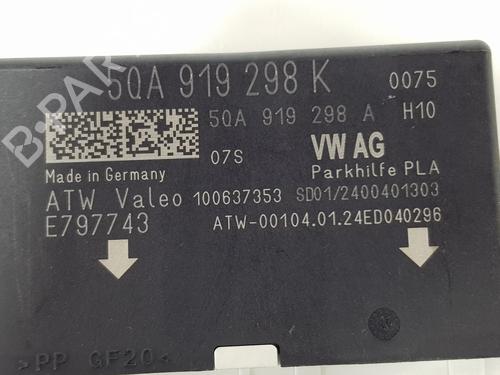 5QA 919 298 K 0075
5QA 919 298 A H10
07S VW AG
Made in Germany Parkhilfe PLA
ATW Valeo 100637353 SD01/2400401303
E797743 ATW-00104.01.24ED040296
>PP GF20<
B-PARTS